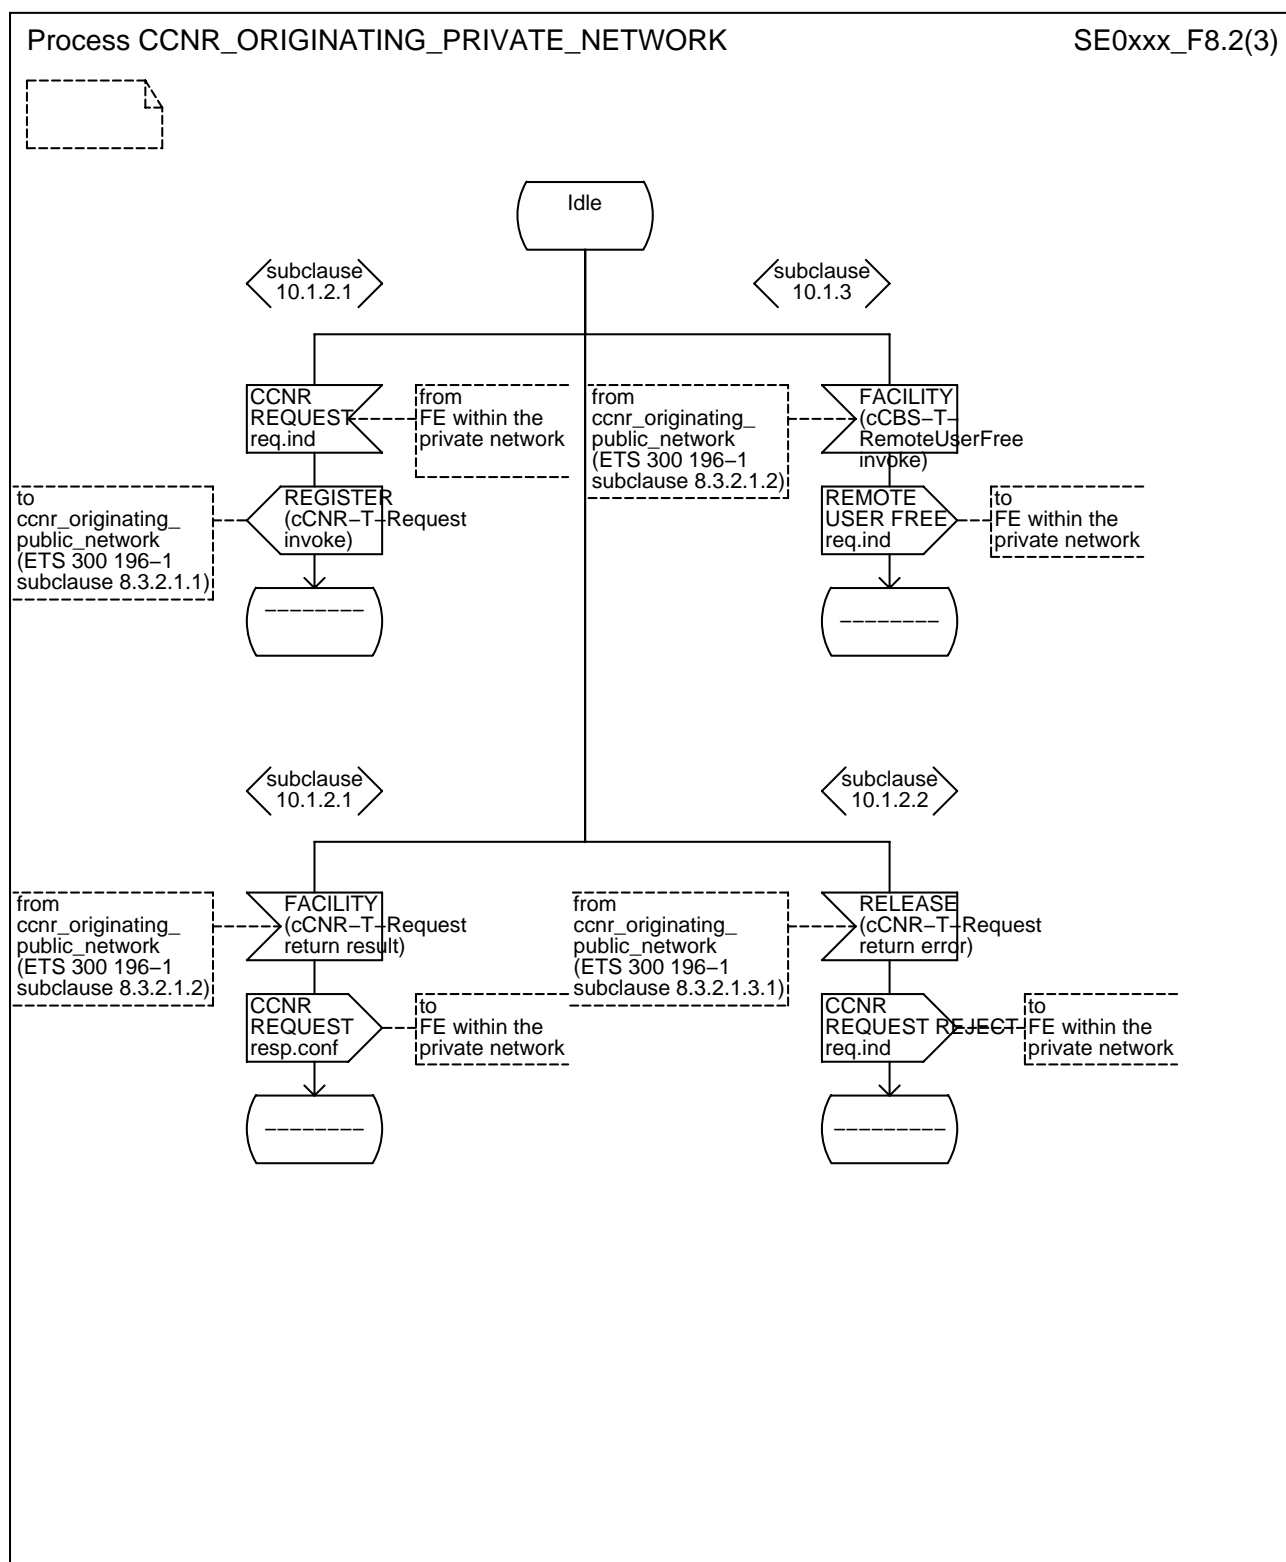 Process CCNR_ORIGINATING_PRIVATE_NETWORK
SE0xxx_F8.2(3)
Idle
subclause
10.1.2.1
subclause
10.1.3
CCNR
REQUEST
req.ind
from
FE within the
private network
from
ccnr_originating_
public_network
(ETS 300 196−1
subclause 8.3.2.1.2)
FACILITY
(cCBS−T−
RemoteUserFree
invoke)
to
ccnr_originating_
public_network
(ETS 300 196−1
subclause 8.3.2.1.1)
REGISTER
(cCNR−T−Request
invoke)
REMOTE
USER FREE
req.ind
to
FE within the
private network
−−−−−−−−
−−−−−−−−
subclause
10.1.2.1
subclause
10.1.2.2
from
ccnr_originating_
public_network
(ETS 300 196−1
subclause 8.3.2.1.2)
FACILITY
(cCNR−T−Request
return result)
from
ccnr_originating_
public_network
(ETS 300 196−1
subclause 8.3.2.1.3.1)
RELEASE
(cCNR−T−Request
return error)
CCNR
REQUEST
resp.conf
to
FE within the
private network
CCNR
REQUEST REJECT
req.ind
to
FE within the
private network
−−−−−−−−
−−−−−−−−−